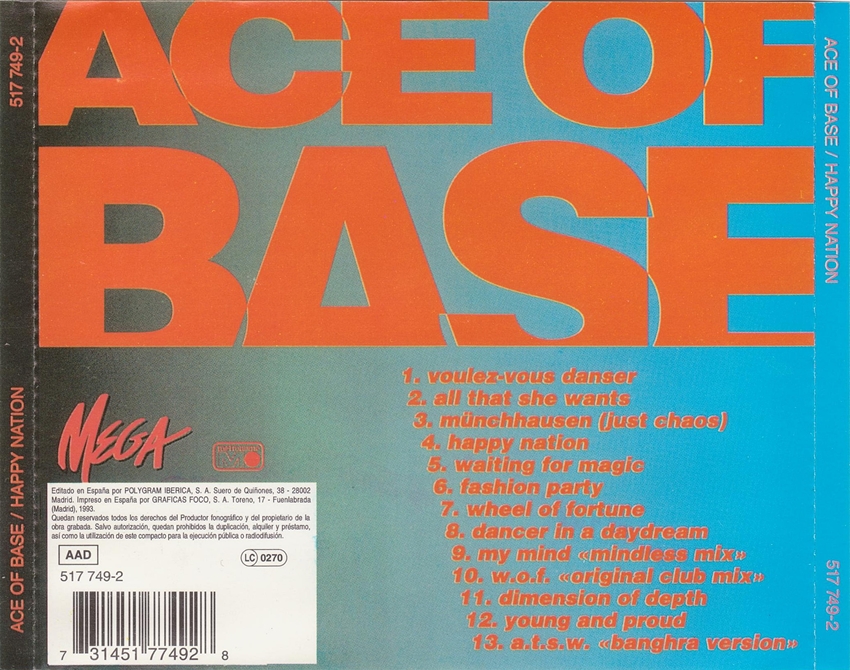 517 749-2
ACE OF BASE / HAPPY NATION
ACE OF
BASE
1. voulez-vous danser
2. all that she wants
3. münchhausen (just chaos)
4. happy nation
5. waiting for magic
6. fashion party
7. wheel of fortune
8. dancer in a daydream
9. my mind «mindless mix»
10. w.o.f. «original club mix»
11. dimension of depth
12. young and proud
13. a.t.s.w. «banghra version»
MEGA
Editado en España por POLYGRAM IBERICA, S. A. Suero de Quiñones, 38 - 28002
Madrid. Impreso en España por GRAFICAS FOCO, S. A. Toreno, 17 - Fuenlabrada
(Madrid), 1993.
Quedan reservados todos los derechos del Productor fonográfico y del propietario de la
obra grabada. Salvo autorización, quedan prohibidos la duplicación, alquiler y préstamo,
así como la utilización de este compacto para la ejecución pública o radiodifusión.
AAD
LC 0270
517 749-2
7 31451 77492 8
ACE OF BASE / HAPPY NATION
517 749-2